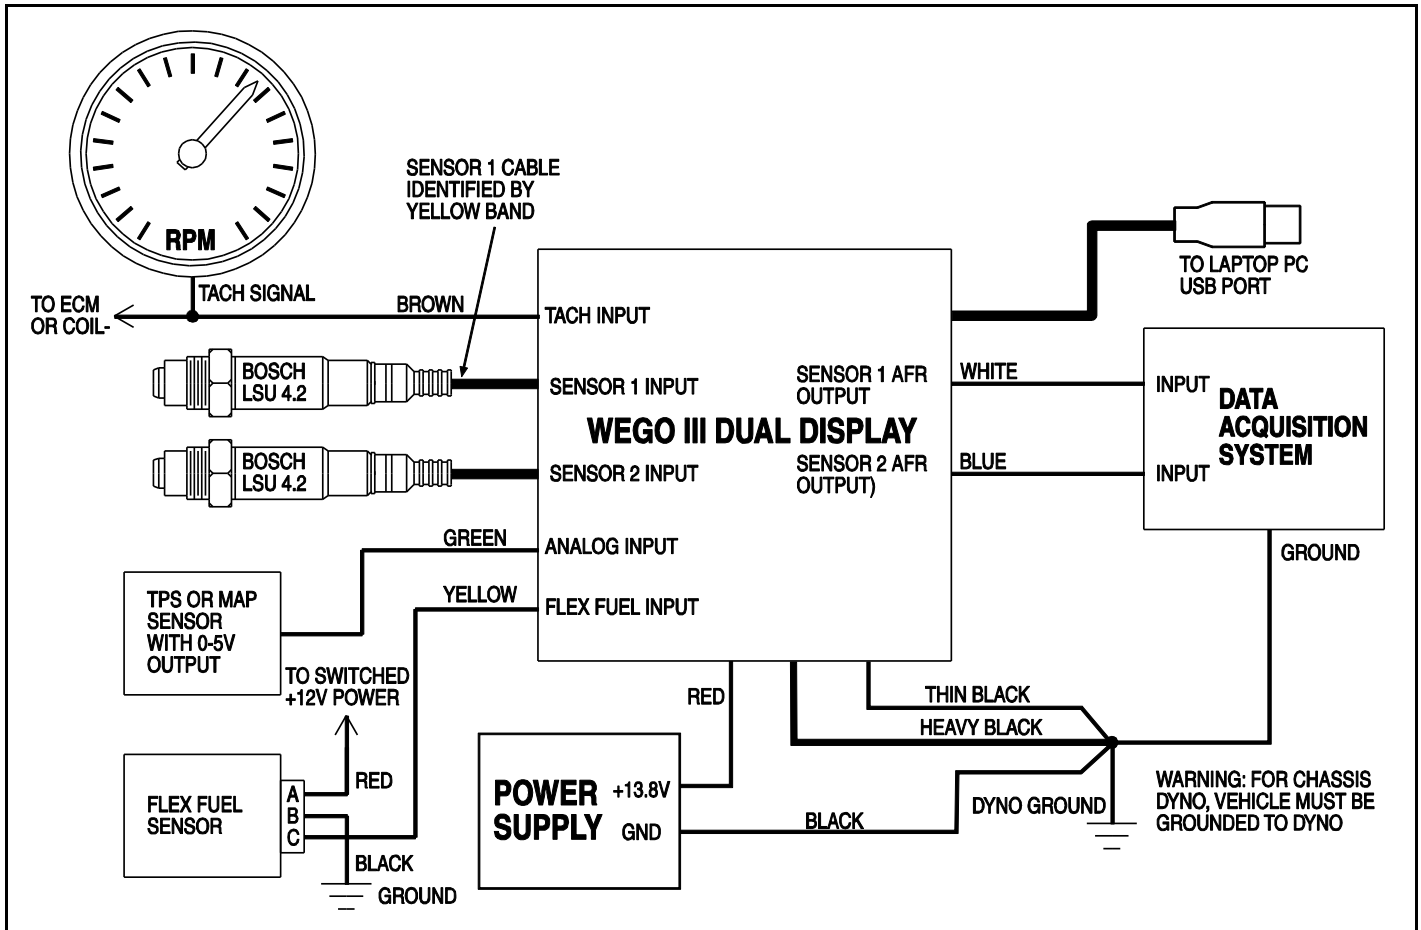 RPM
TACH SIGNAL
TO ECM
OR COIL-
BROWN
SENSOR 1 CABLE
IDENTIFIED BY
YELLOW BAND
TO LAPTOP PC
USB PORT
TACH INPUT
BOSCH
LSU 4.2
SENSOR 1 INPUT
SENSOR 1 AFR
OUTPUT
WHITE
INPUT
DATA
ACQUISITION
SYSTEM
WEGO III DUAL DISPLAY
BOSCH
LSU 4.2
SENSOR 2 INPUT
SENSOR 2 AFR
OUTPUT)
BLUE
INPUT
GREEN
ANALOG INPUT
GROUND
YELLOW
FLEX FUEL INPUT
TPS OR MAP
SENSOR
WITH 0-5V
OUTPUT
TO SWITCHED
+12V POWER
RED
THIN BLACK
HEAVY BLACK
RED
FLEX FUEL
SENSOR
A
B
C
BLACK
GROUND
POWER
SUPPLY
+13.8V
GND
BLACK
DYNO GROUND
WARNING: FOR CHASSIS
DYNO, VEHICLE MUST BE
GROUNDED TO DYNO